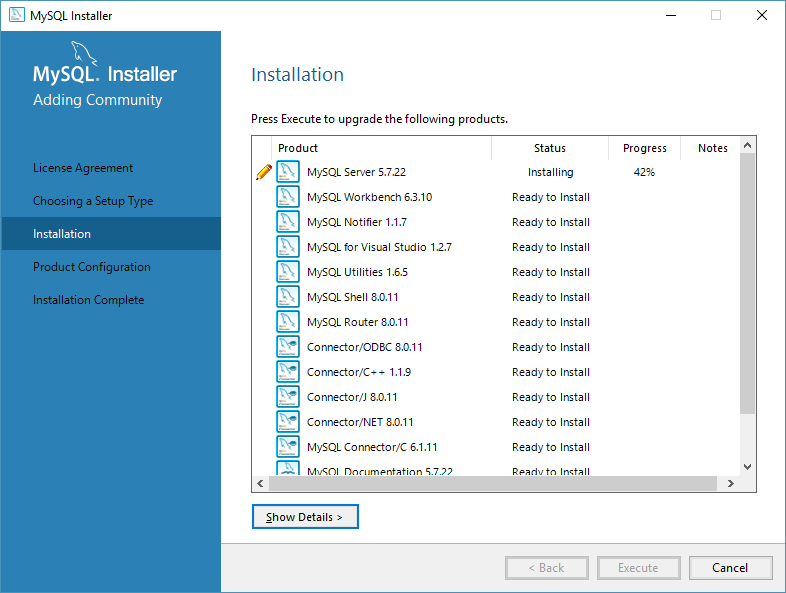 MySQL Installer
MySQL. Installer
Adding Community
License Agreement
Choosing a Setup Type
Installation
Product Configuration
Installation Complete
Installation
Press Execute to upgrade the following products.
Product Status Progress Notes
MySQL Server 5.7.22 Installing 42%
MySQL Workbench 6.3.10 Ready to Install
MySQL Notifier 1.1.7 Ready to Install
MySQL for Visual Studio 1.2.7 Ready to Install
MySQL Utilities 1.6.5 Ready to Install
MySQL Shell 8.0.11 Ready to Install
MySQL Router 8.0.11 Ready to Install
Connector/ODBC 8.0.11 Ready to Install
Connector/C++ 1.1.9 Ready to Install
Connector/J 8.0.11 Ready to Install
Connector/NET 8.0.11 Ready to Install
MySQL Connector/C 6.1.11 Ready to Install
MySQL Documentation 5.7.22 Ready to Install
Show Details >
< Back Execute Cancel